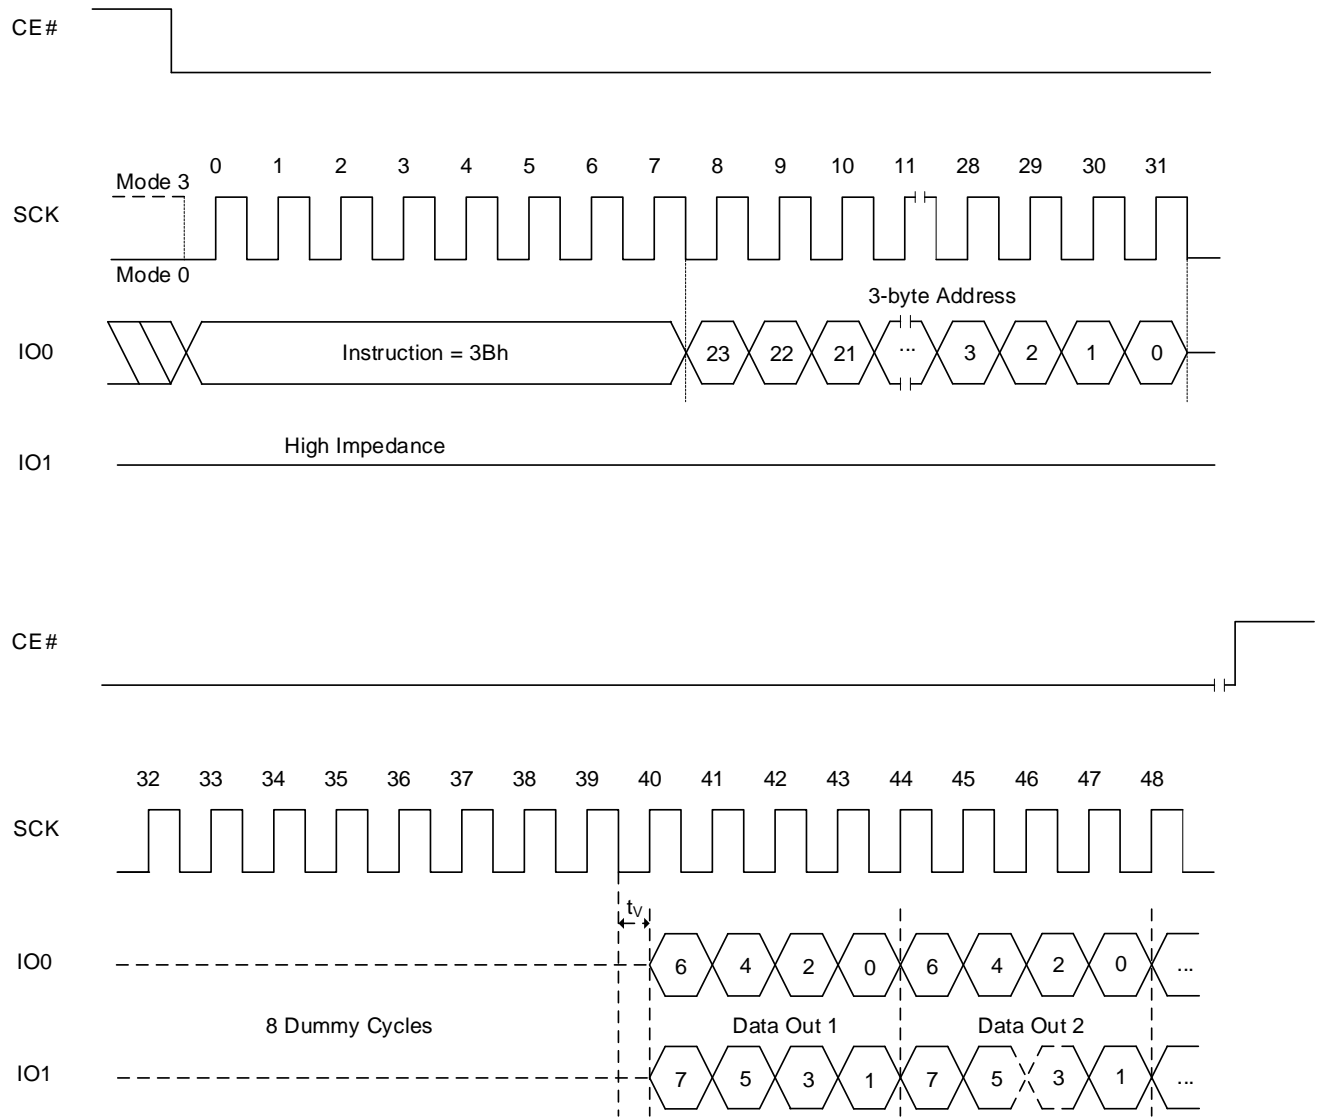 CE#
0 1 2 3 4 5 6 7 8 9 10 11 28 29 30 31
Mode 3
SCK
Mode 0
3-byte Address
IO0 Instruction = 3Bh 23 22 21 ... 3 2 1 0
High Impedance
IO1
CE#
32 33 34 35 36 37 38 39 40 41 42 43 44 45 46 47 48
SCK
tV
IO0 6 4 2 0 6 4 2 0 ...
8 Dummy Cycles Data Out 1 Data Out 2
IO1 7 5 3 1 7 5 3 1 ...